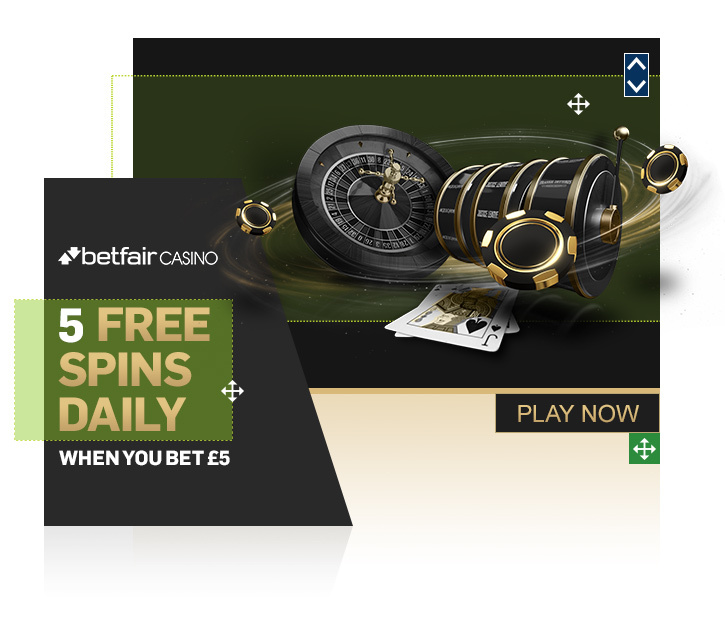 betfair CASINO
5 FREE
SPINS
DAILY
WHEN YOU BET £5
PLAY NOW
J